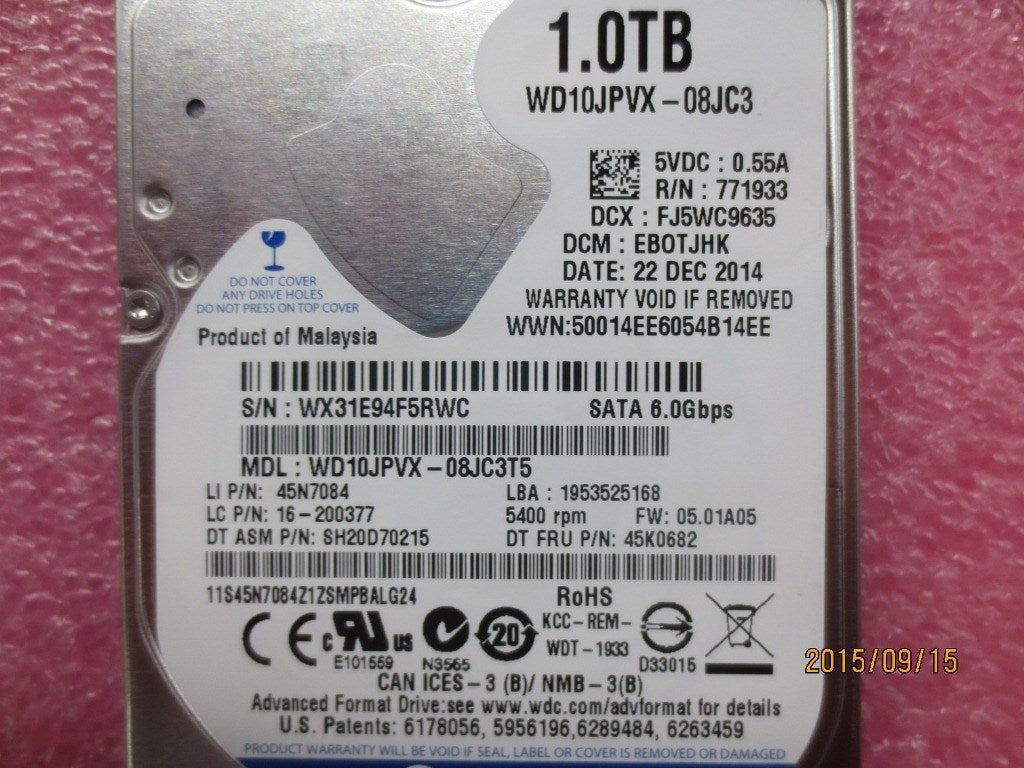 1.0TB
WD10JPVX-08JC3
5VDC : 0.55A
R/N : 771933
DCX : FJ5WC9635
DCM : EBOTJHK
DATE: 22 DEC 2014
WARRANTY VOID IF REMOVED
WWN:50014EE6054B14EE
DO NOT COVER
ANY DRIVE HOLES
DO NOT PRESS ON TOP COVER
Product of Malaysia
S/N : WX31E94F5RWC SATA 6.0Gbps
MDL : WD10JPVX-08JC3T5
LI P/N: 45N7084 LBA : 1953525168
LC P/N: 16-200377 5400 rpm FW: 05.01A05
DT ASM P/N: SH20D70215 DT FRU P/N: 45K0682
11S45N7084Z1ZSMPBALG24 RoHS
CE c RU US 20 KCC-REM-
WDT-1933
E101559 N3565 D33015
CAN ICES-3 (B)/ NMB-3(B)
Advanced Format Drive:see www.wdc.com/advformat for details
U.S. Patents: 6178056, 5956196,6289484, 6263459
PRODUCT WARRANTY WILL BE VOID IF SEAL, LABEL OR COVER IS REMOVED OR DAMAGED
2015/09/15